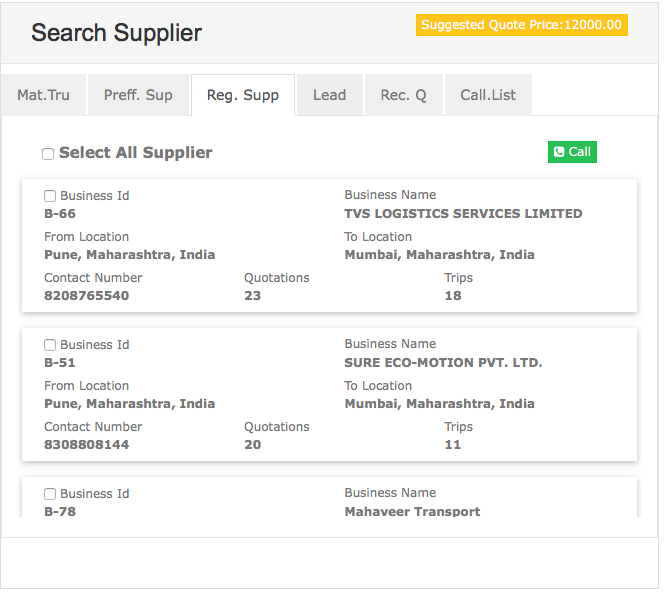 Search Supplier
Suggested Quote Price:12000.00
Mat.Tru Preff. Sup Reg. Supp Lead Rec. Q Call.List
Select All Supplier
Call
Business Id Business Name
B-66 TVS LOGISTICS SERVICES LIMITED
From Location To Location
Pune, Maharashtra, India Mumbai, Maharashtra, India
Contact Number Quotations Trips
8208765540 23 18
Business Id Business Name
B-51 SURE ECO-MOTION PVT. LTD.
From Location To Location
Pune, Maharashtra, India Mumbai, Maharashtra, India
Contact Number Quotations Trips
8308808144 20 11
Business Id Business Name
B-78 Mahaveer Transport